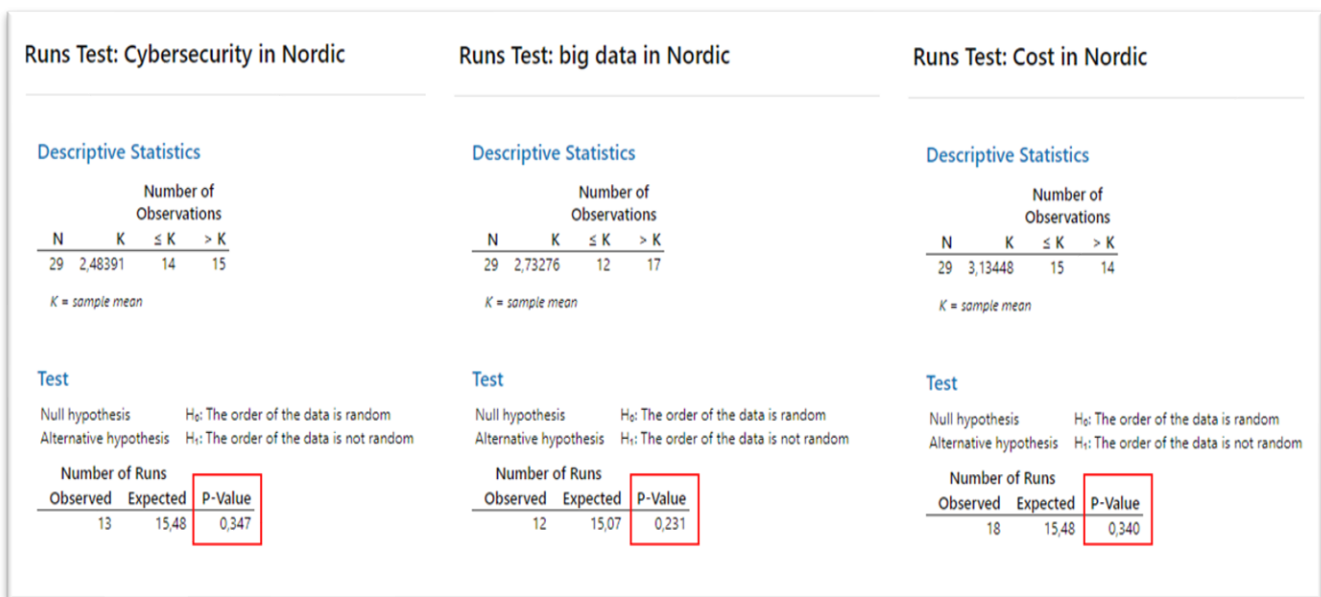 Runs Test: Cybersecurity in Nordic
Descriptive Statistics
Number of
Observations
N K ≤ K > K
29 2,48391 14 15
K = sample mean
Test
Null hypothesis H₀: The order of the data is random
Alternative hypothesis H₁: The order of the data is not random
Number of Runs
Observed Expected P-Value
13 15,48 0,347
Runs Test: big data in Nordic
Descriptive Statistics
Number of
Observations
N K ≤ K > K
29 2,73276 12 17
K = sample mean
Test
Null hypothesis H₀: The order of the data is random
Alternative hypothesis H₁: The order of the data is not random
Number of Runs
Observed Expected P-Value
12 15,07 0,231
Runs Test: Cost in Nordic
Descriptive Statistics
Number of
Observations
N K ≤ K > K
29 3,13448 15 14
K = sample mean
Test
Null hypothesis H₀: The order of the data is random
Alternative hypothesis H₁: The order of the data is not random
Number of Runs
Observed Expected P-Value
18 15,48 0,340